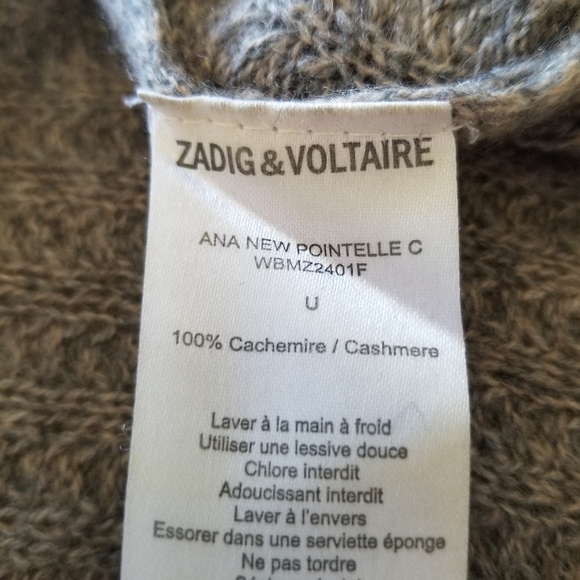 ZADIG & VOLTAIRE
ANA NEW POINTELLE C
WBMZ2401F
U
100% Cachemire / Cashmere
Laver à la main à froid
Utiliser une lessive douce
Chlore interdit
Adoucissant interdit
Laver à l'envers
Essorer dans une serviette éponge
Ne pas tordre